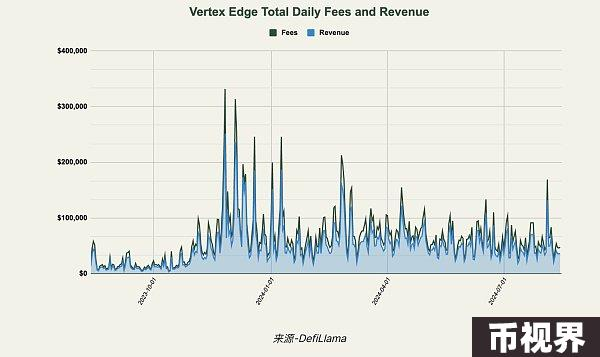 Vertex Edge Total Daily Fees and Revenue
Fees Revenue
$400,000
$300,000
$200,000
$100,000
$0
2023-10-01
2024-01-01
2024-04-01
2024-07-01
来源-DefiLlama
币视界